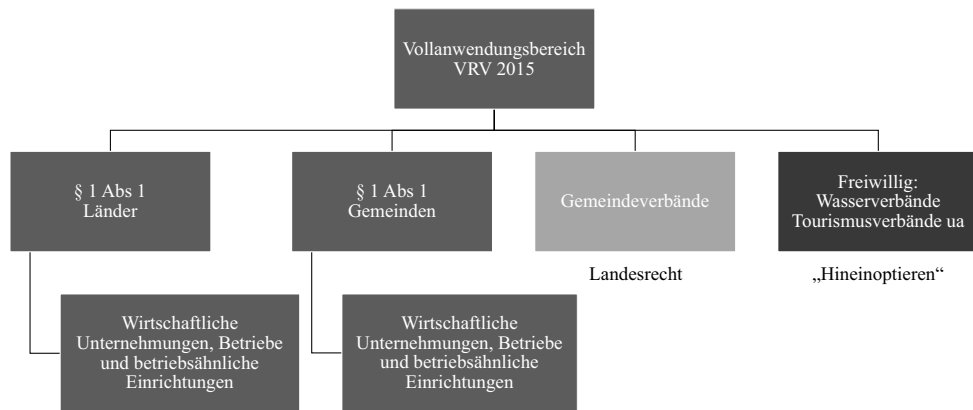 Vollanwendungsbereich
VRV 2015
§ 1 Abs 1
Länder
§ 1 Abs 1
Gemeinden
Gemeindeverbände
Freiwillig:
Wasserverbände
Tourismusverbände ua
Landesrecht
„Hineinoptieren“
Wirtschaftliche
Unternehmungen, Betriebe
und betriebsähnliche
Einrichtungen
Wirtschaftliche
Unternehmungen, Betriebe
und betriebsähnliche
Einrichtungen